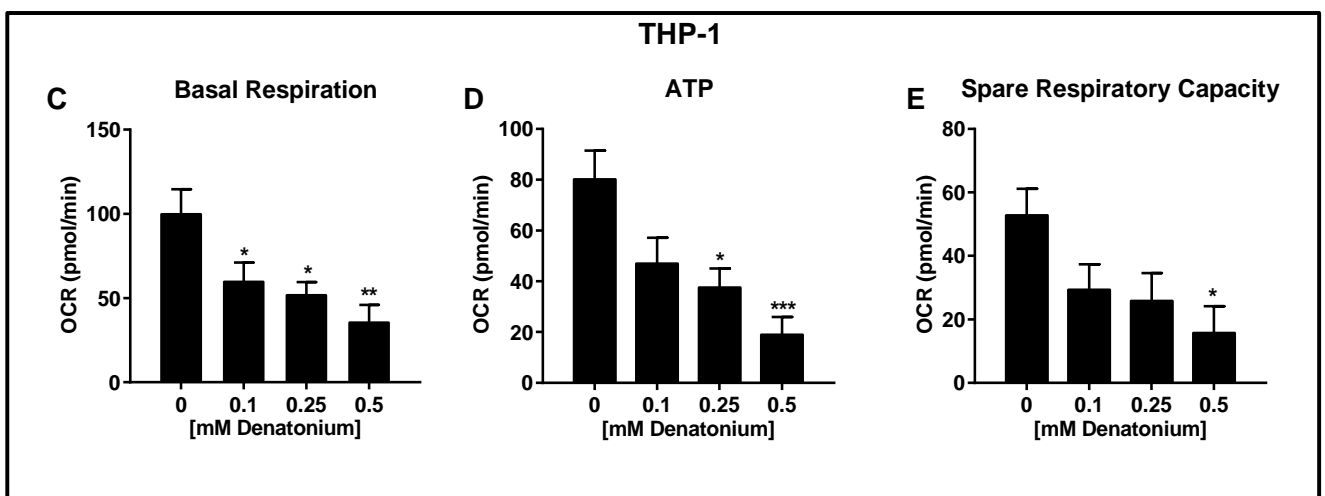 THP-1
C
Basal Respiration
OCR (pmol/min)
150
100
50
0
*
*
**
0 0.1 0.25 0.5
[mM Denatonium]
D
ATP
OCR (pmol/min)
100
80
60
40
20
0
*
***
0 0.1 0.25 0.5
[mM Denatonium]
E
Spare Respiratory Capacity
OCR (pmol/min)
80
60
40
20
0
*
0 0.1 0.25 0.5
[mM Denatonium]